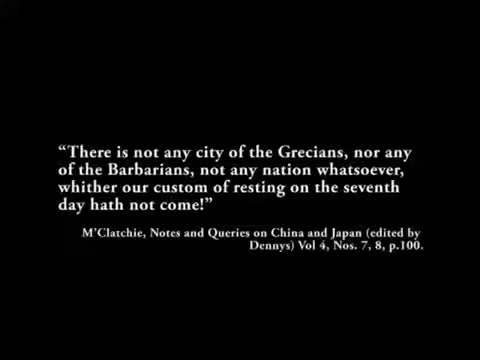 “There is not any city of the Grecians, nor any
of the Barbarians, not any nation whatsoever,
whither our custom of resting on the seventh
day hath not come!”
M’Clatchie, Notes and Queries on China and Japan (edited by
Dennys) Vol 4, Nos. 7, 8, p.100.